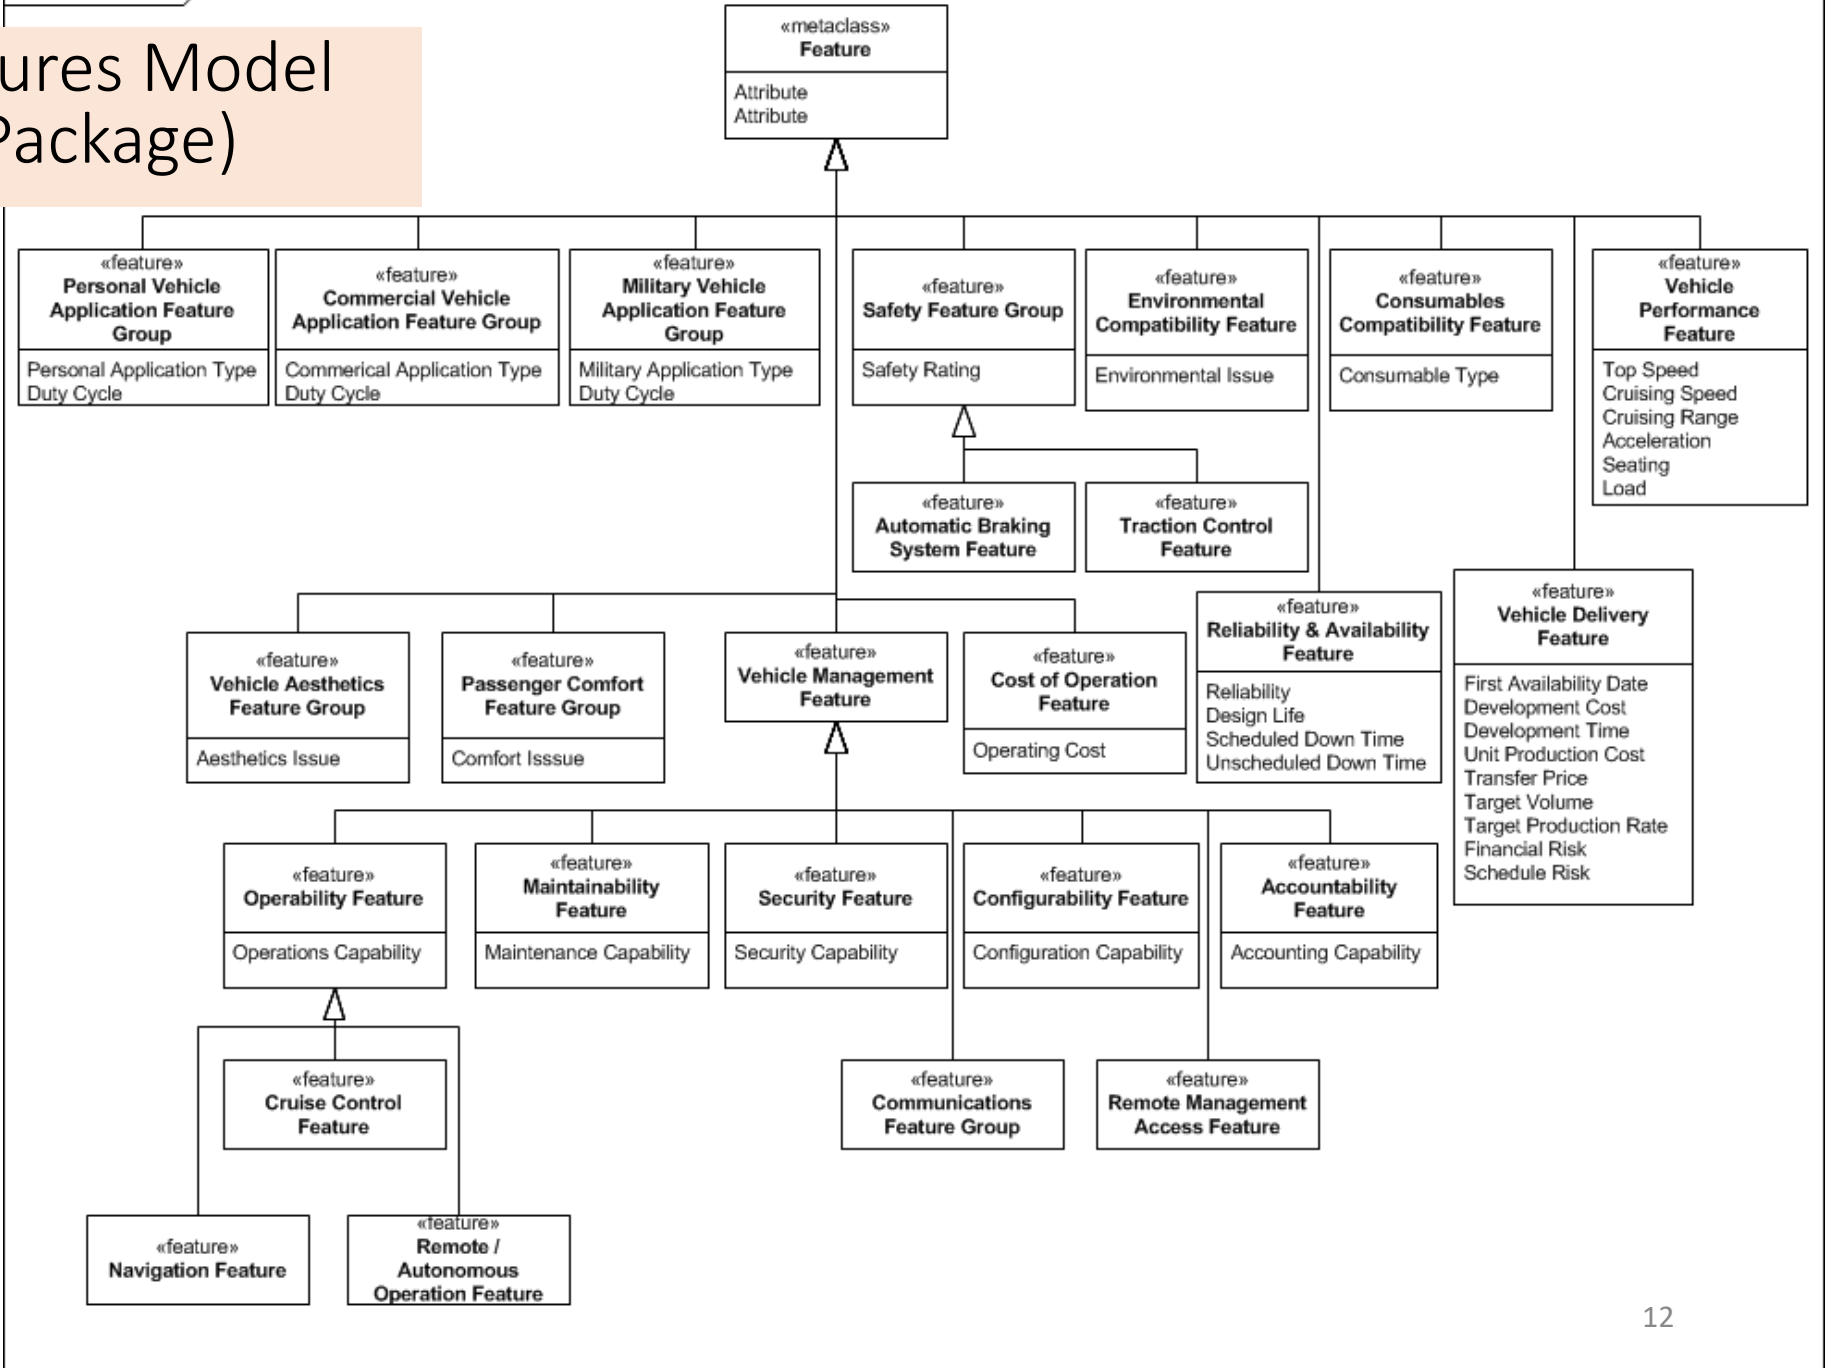 ures Model
Package)
«metaclass»
Feature
Attribute
Attribute
«feature»
Personal Vehicle
Application Feature
Group
Personal Application Type
Duty Cycle
«feature»
Commercial Vehicle
Application Feature Group
Commerical Application Type
Duty Cycle
«feature»
Military Vehicle
Application Feature
Group
Military Application Type
Duty Cycle
«feature»
Safety Feature Group
Safety Rating
«feature»
Environmental
Compatibility Feature
Environmental Issue
«feature»
Consumables
Compatibility Feature
Consumable Type
«feature»
Vehicle
Performance
Feature
Top Speed
Cruising Speed
Cruising Range
Acceleration
Seating
Load
«feature»
Automatic Braking
System Feature
«feature»
Traction Control
Feature
«feature»
Vehicle Aesthetics
Feature Group
Aesthetics Issue
«feature»
Passenger Comfort
Feature Group
Comfort Isssue
«feature»
Vehicle Management
Feature
«feature»
Cost of Operation
Feature
Operating Cost
«feature»
Reliability & Availability
Feature
Reliability
Design Life
Scheduled Down Time
Unscheduled Down Time
«feature»
Vehicle Delivery
Feature
First Availability Date
Development Cost
Development Time
Unit Production Cost
Transfer Price
Target Volume
Target Production Rate
Financial Risk
Schedule Risk
«feature»
Operability Feature
Operations Capability
«feature»
Maintainability
Feature
Maintenance Capability
«feature»
Security Feature
Security Capability
«feature»
Configurability Feature
Configuration Capability
«feature»
Accountability
Feature
Accounting Capability
«feature»
Cruise Control
Feature
«feature»
Communications
Feature Group
«feature»
Remote Management
Access Feature
«feature»
Navigation Feature
«feature»
Remote /
Autonomous
Operation Feature
12